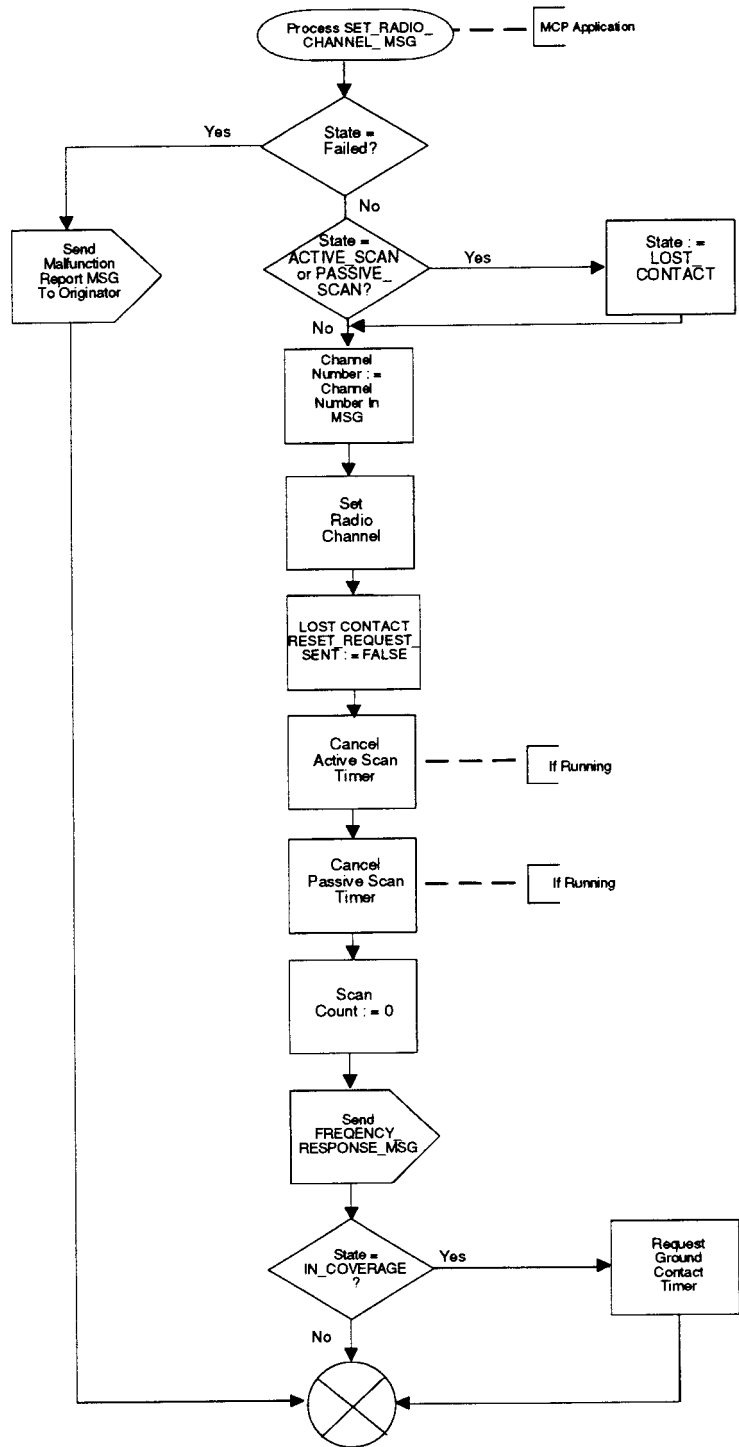 Process SET_RADIO_
CHANNEL_ MSG
MCP Application
State =
Failed?
Yes
No
Send
Malfunction
Report MSG
To Originator
State =
ACTIVE_SCAN
or PASSIVE_
SCAN?
Yes
State : =
LOST_
CONTACT
No
Channel
Number : =
Channel
Number In
MSG
Set
Radio
Channel
LOST CONTACT
RESET_REQUEST_
SENT : = FALSE
Cancel
Active Scan
Timer
If Running
Cancel
Passive Scan
Timer
If Running
Scan
Count : = 0
Send
FREQENCY_
RESPONSE_MSG
State =
IN_COVERAGE
?
Yes
Request
Ground
Contact
Timer
No